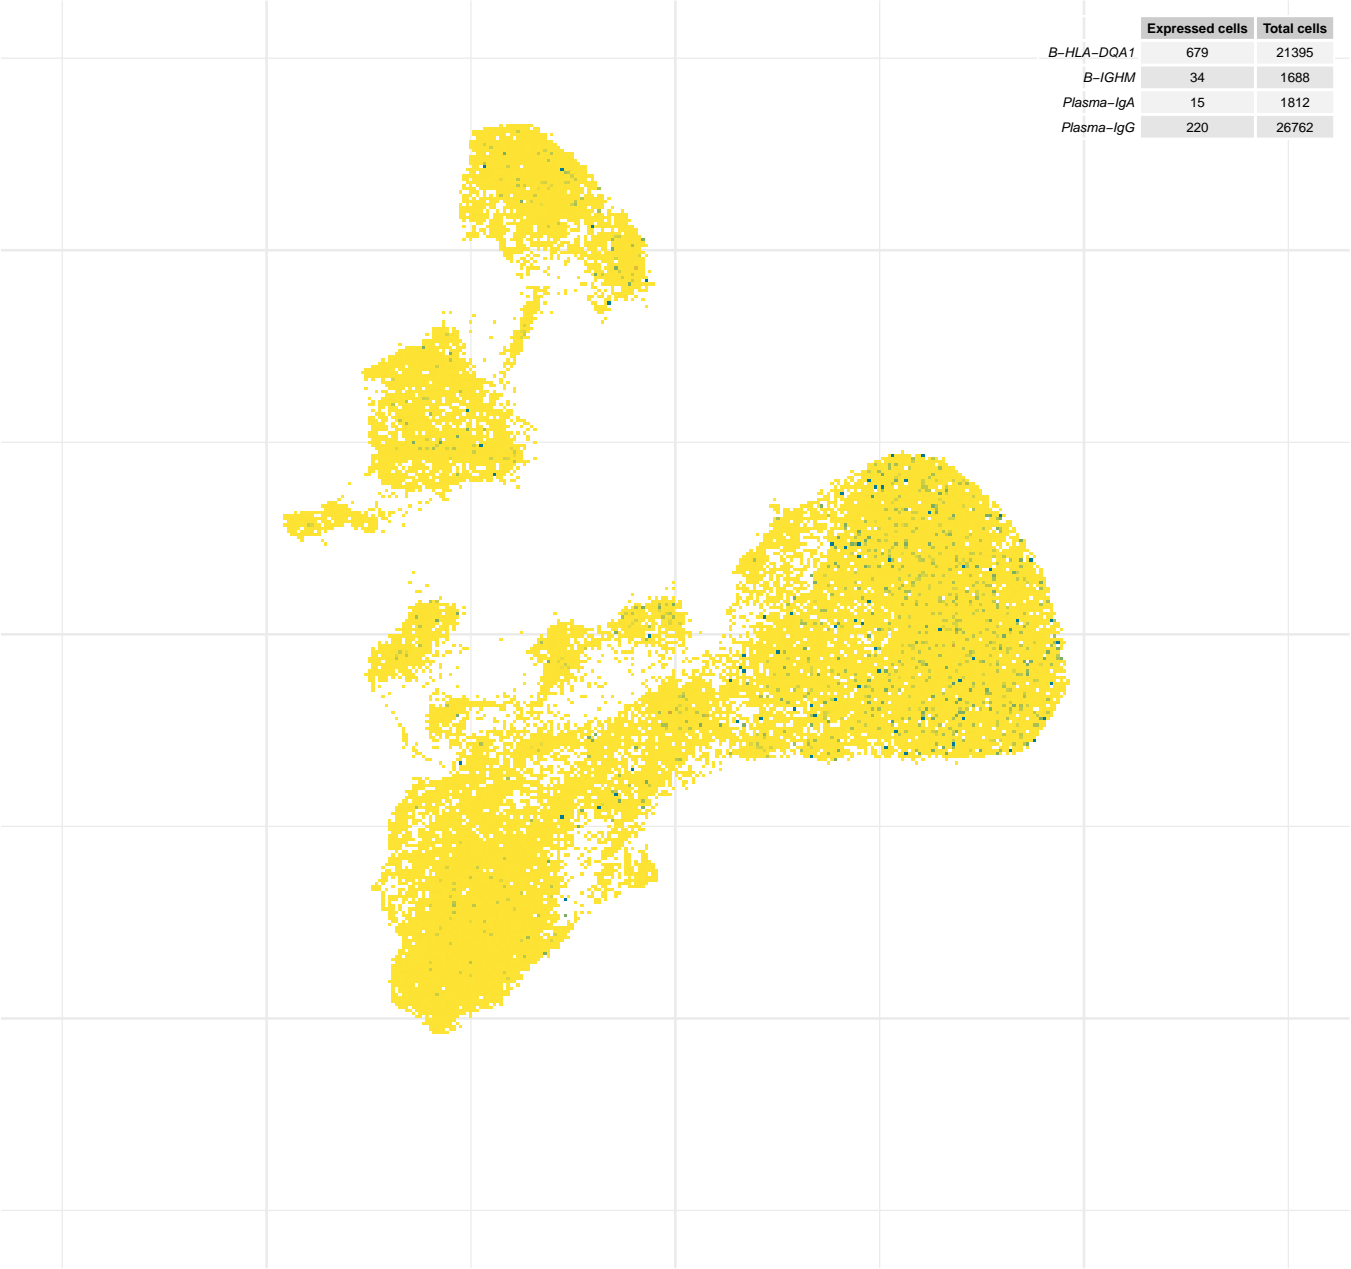 Expressed cells Total cells
B−HLA−DQA1 679 21395
B−IGHM 34 1688
Plasma−IgA 15 1812
Plasma−IgG 220 26762